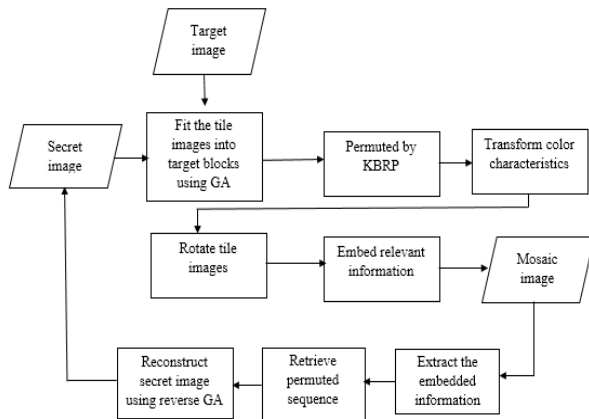 Target
image
Secret
image
Fit the tile
images into
target blocks
using GA
Permuted by
KBRP
Transform color
characteristics
Rotate tile
images
Embed relevant
information
Mosaic
image
Extract the
embedded
information
Retrieve
permuted
sequence
Reconstruct
secret image
using reverse GA